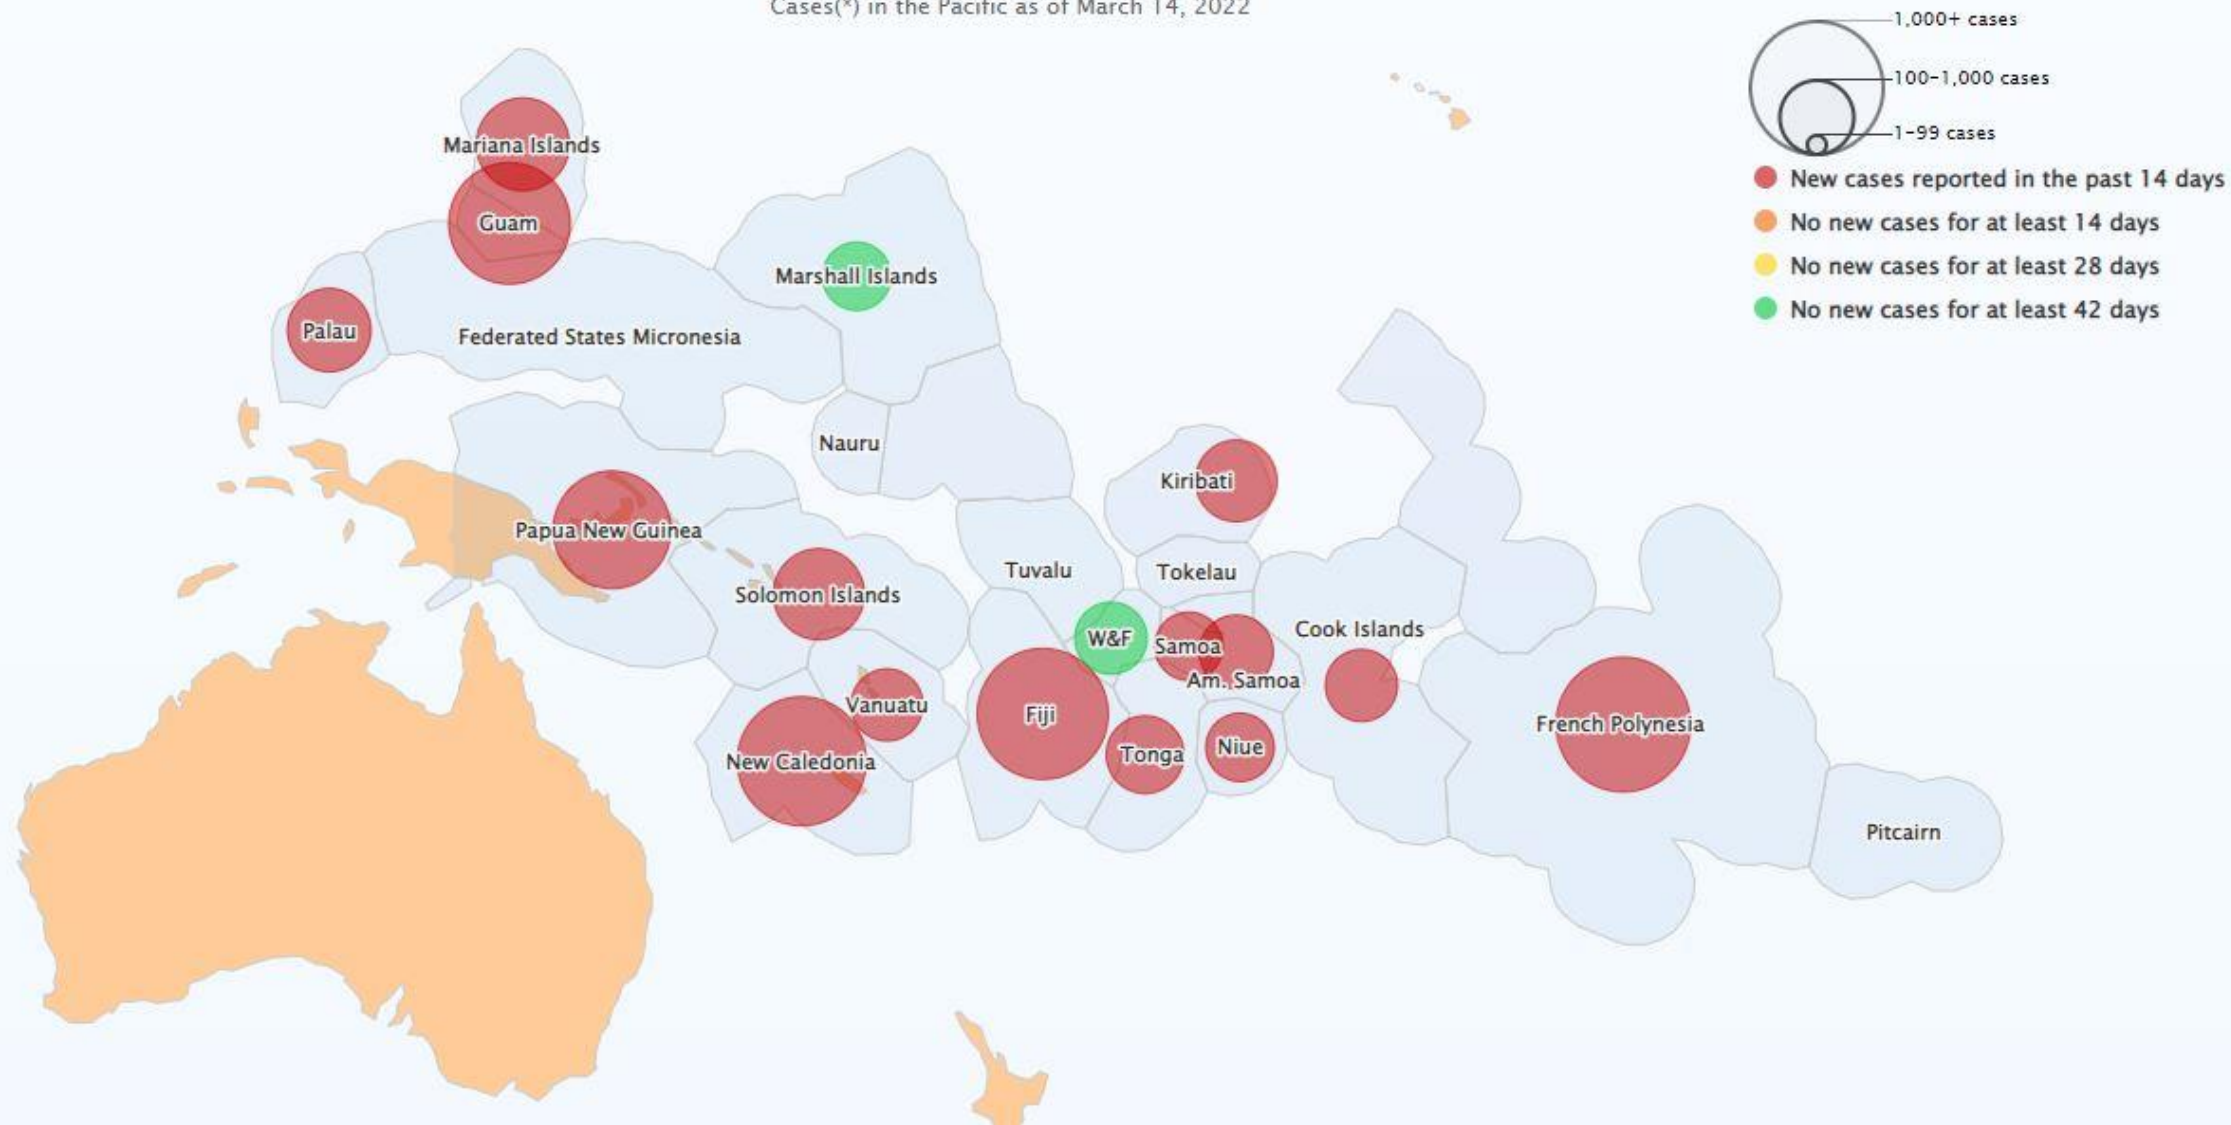 Cases(*) in the Pacific as of March 14, 2022
1,000+ cases
100-1,000 cases
1-99 cases
New cases reported in the past 14 days
No new cases for at least 14 days
No new cases for at least 28 days
No new cases for at least 42 days
Mariana Islands
Guam
Marshall Islands
Palau
Federated States Micronesia
Nauru
Kiribati
Papua New Guinea
Tuvalu
Tokelau
Solomon Islands
Cook Islands
W&F
Samoa
Am. Samoa
Vanuatu
Fiji
French Polynesia
New Caledonia
Tonga
Niue
Pitcairn